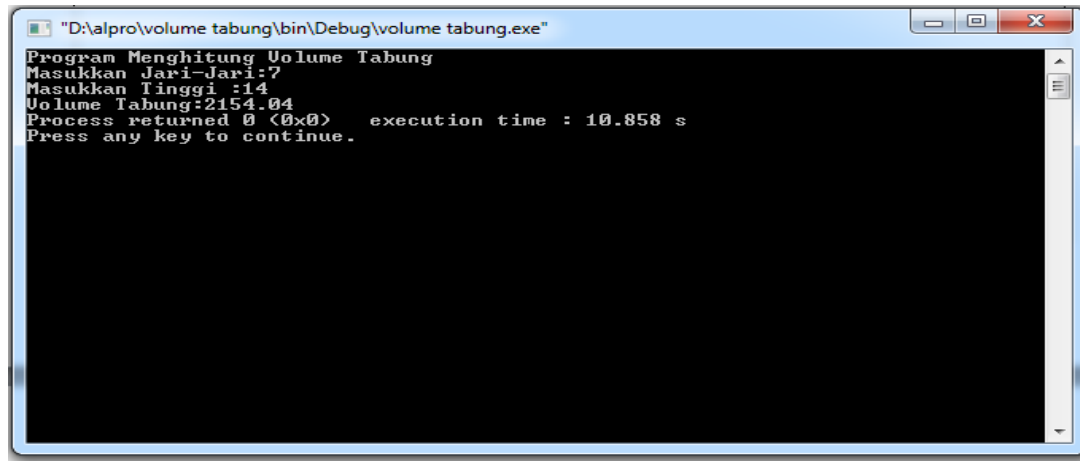 "D:\alpro\volume tabung\bin\Debug\volume tabung.exe"
Program Menghitung Volume Tabung
Masukkan Jari-Jari:7
Masukkan Tinggi :14
Volume Tabung:2154.04
Process returned 0 (0x0)   execution time : 10.858 s
Press any key to continue.